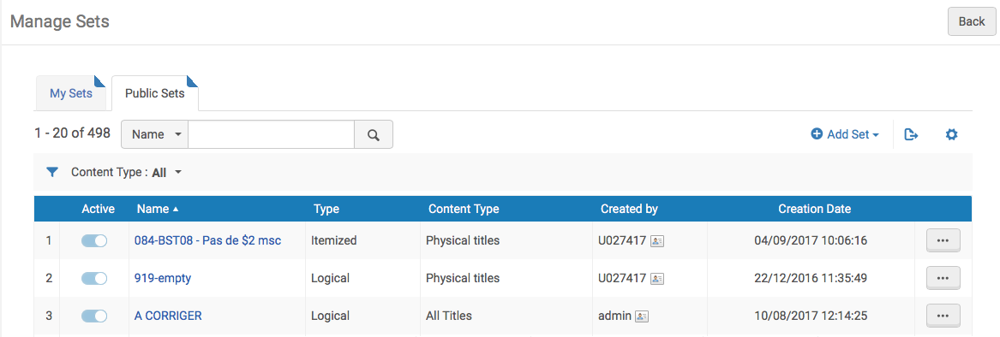 Manage Sets
Back
My Sets
Public Sets
1 - 20 of 498
Name
Add Set
Content Type : All
Active Name Type Content Type Created by Creation Date
1 084-BST08 - Pas de $2 msc Itemized Physical titles U027417 04/09/2017 10:06:16
2 919-empty Logical Physical titles U027417 22/12/2016 11:35:49
3 A CORRIGER Logical All Titles admin 10/08/2017 12:14:25